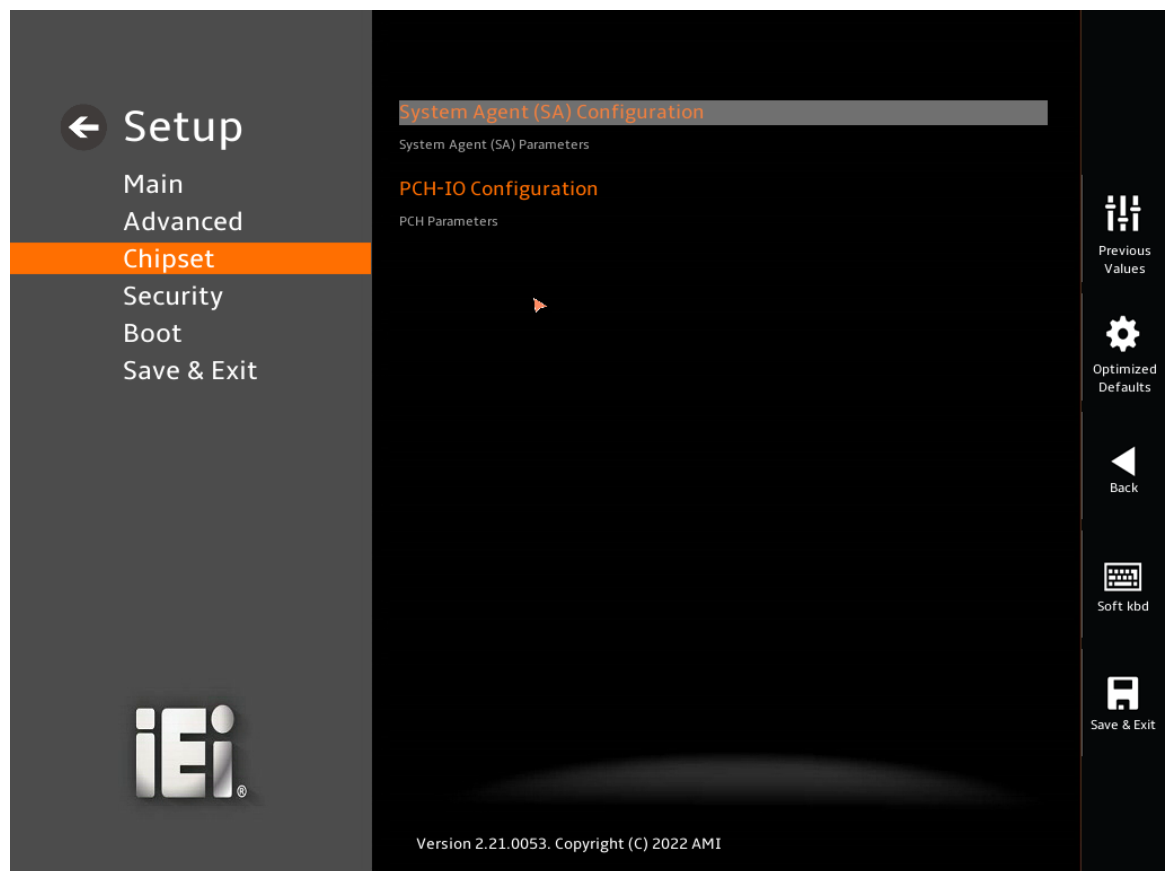 Setup
Main
Advanced
Chipset
Security
Boot
Save & Exit
iEi®
System Agent (SA) Configuration
System Agent (SA) Parameters
PCH-IO Configuration
PCH Parameters
Version 2.21.0053. Copyright (C) 2022 AMI
Previous
Values
Optimized
Defaults
Back
Soft kbd
Save & Exit